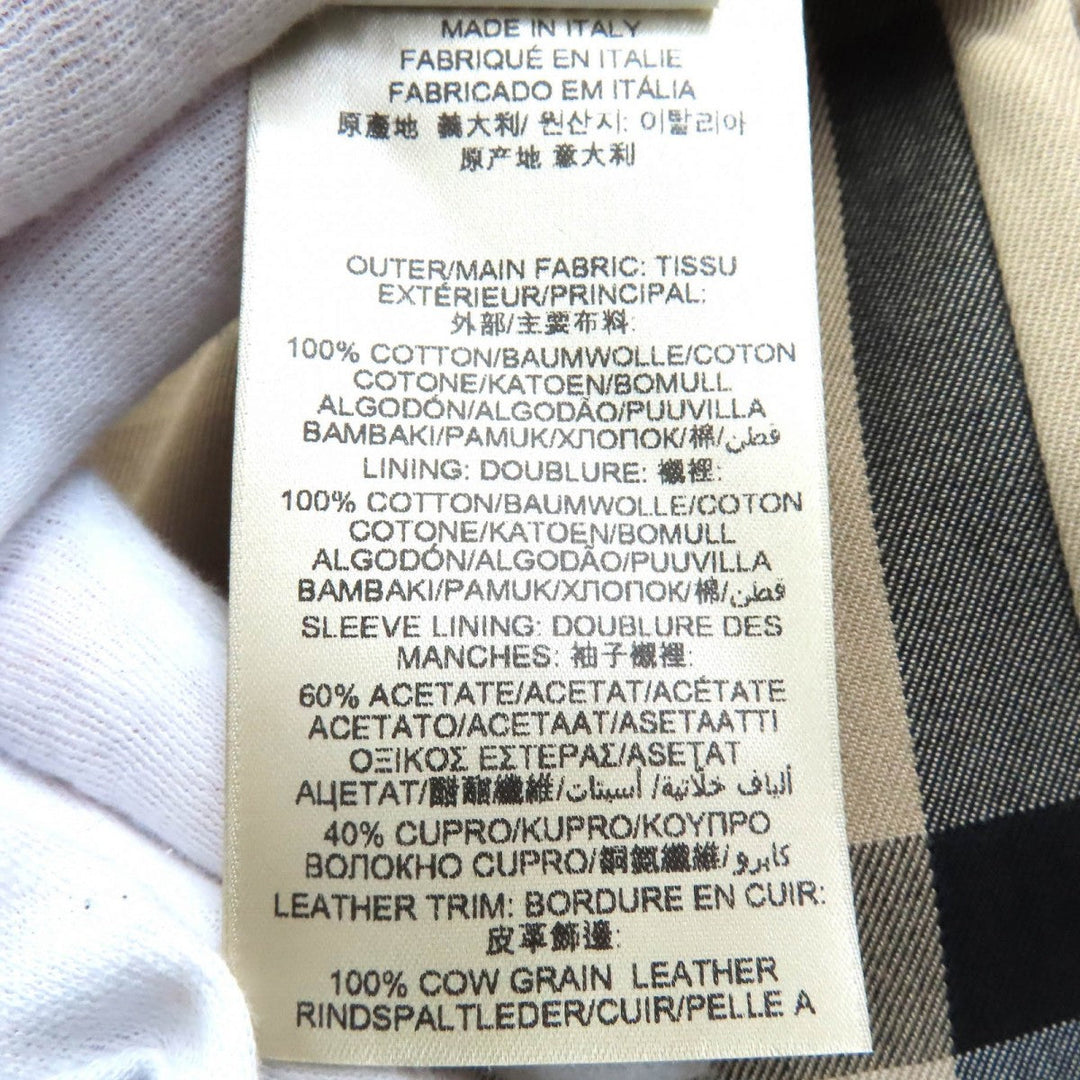 MADE IN ITALY
FABRIQUÉ EN ITALIE
FABRICADO EM ITÁLIA
原產地 義大利/ 원산지: 이탈리아
原产地 意大利
OUTER/MAIN FABRIC: TISSU
EXTÉRIEUR/PRINCIPAL:
外部/主要布料:
100% COTTON/BAUMWOLLE/COTON
COTONE/KATOEN/BOMULL
ALGODÓN/ALGODÃO/PUUVILLA
BAMBAKI/PAMUK/ХЛОПОК/棉/قطن
LINING: DOUBLURE: 襯裡:
100% COTTON/BAUMWOLLE/COTON
COTONE/KATOEN/BOMULL
ALGODÓN/ALGODÃO/PUUVILLA
BAMBAKI/PAMUK/ХЛОПОК/棉/قطن
SLEEVE LINING: DOUBLURE DES
MANCHES: 袖子襯裡:
60% ACETATE/ACETAT/ACÉTATE
ACETATO/ACETAAT/ASETAATTI
ΟΞΙΚΟΣ ΕΣΤΕΡΑΣ/ASETAT
АЦЕТАТ/醋酯纖維/ألياف خلّاتية/ أسيتات
40% CUPRO/KUPRO/ΚΟΥΠΡΟ
ВОЛОКНО CUPRO/銅氨纖維/كابرو
LEATHER TRIM: BORDURE EN CUIR:
皮革飾邊:
100% COW GRAIN LEATHER
RINDSPALTLEDER/CUIR/PELLE A